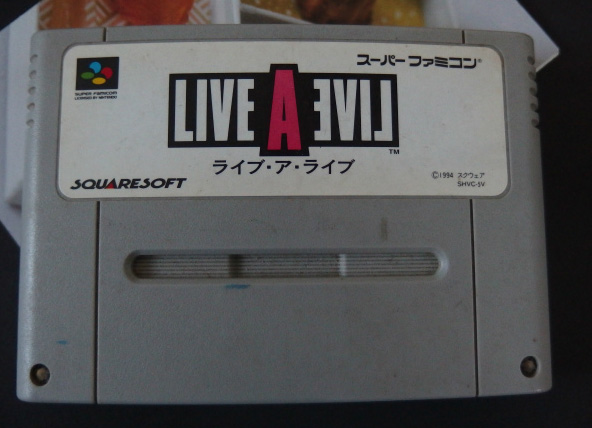 スーパーファミコン
SUPER FAMICOM
LICENSED BY NINTENDO
LIVE A EVIL
TM
ライブ・ア・ライブ
SQUARESOFT
©1994 スクウェア
SHVC-5V